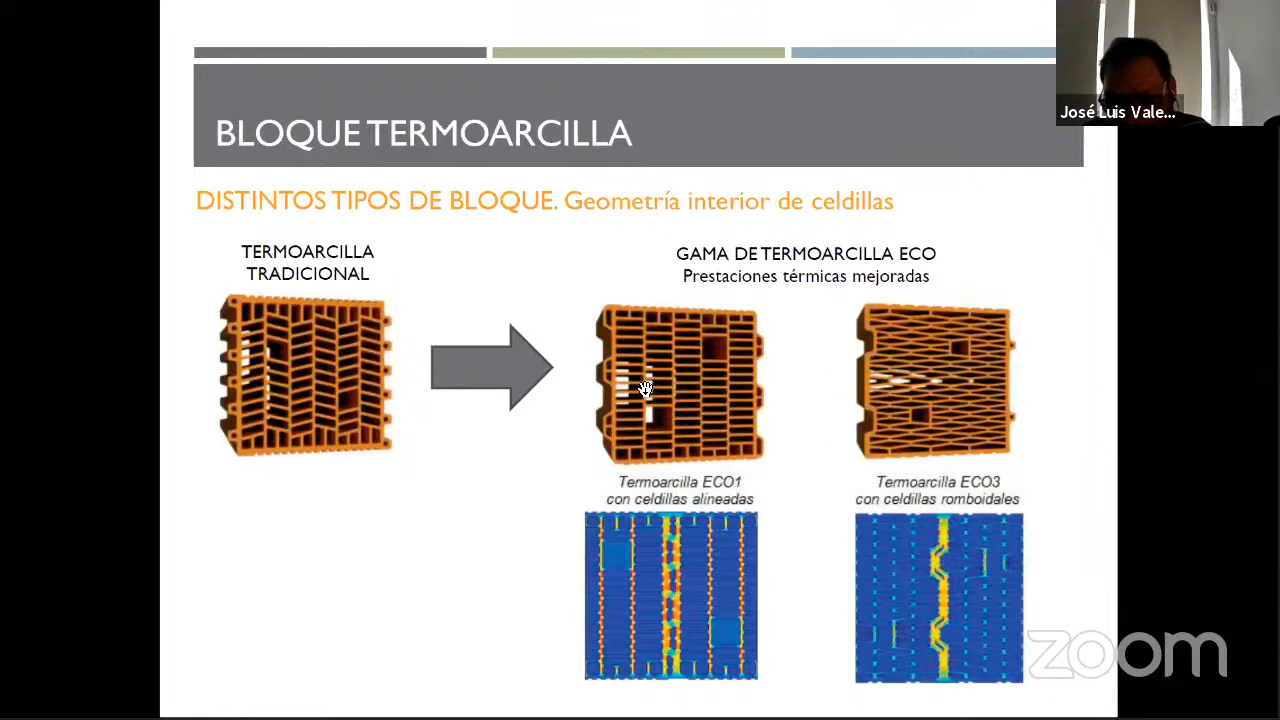 José Luis Vale...
BLOQUE TERMOARCILLA
DISTINTOS TIPOS DE BLOQUE. Geometría interior de celdillas
TERMOARCILLA
TRADICIONAL
GAMA DE TERMOARCILLA ECO
Prestaciones térmicas mejoradas
Termoarcilla ECO1
con celdillas alineadas
Termoarcilla ECO3
con celdillas romboidales
zoom